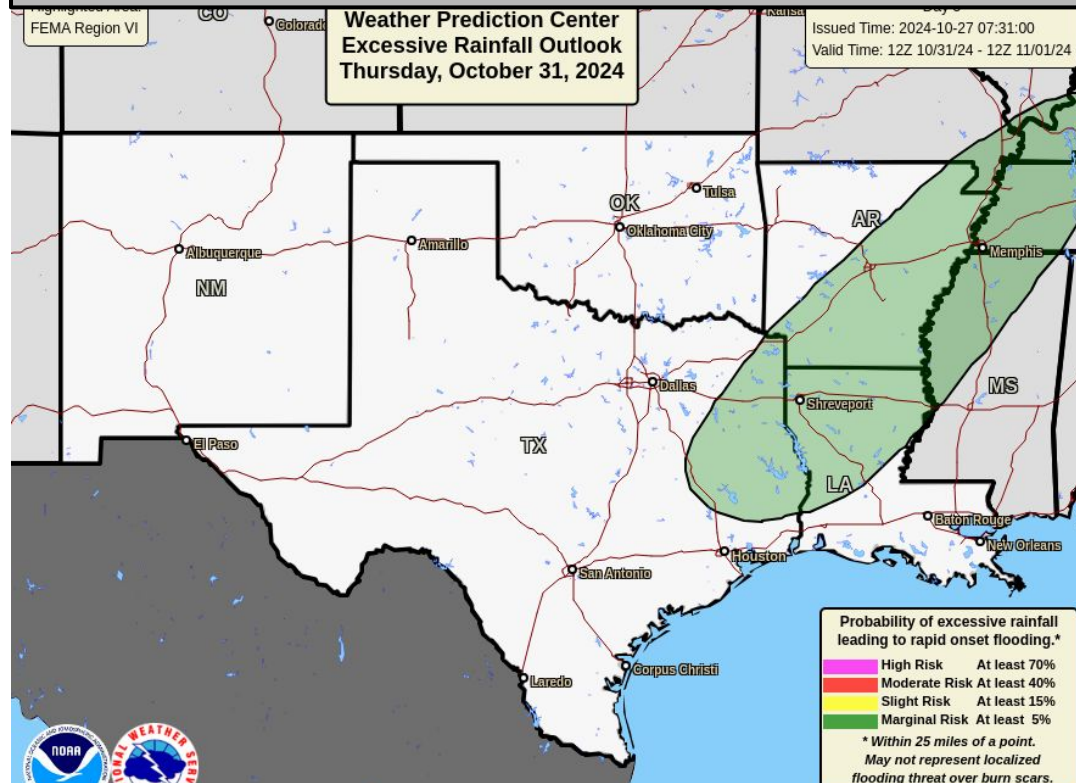 Highlighted Area:
FEMA Region VI
Weather Prediction Center
Excessive Rainfall Outlook
Thursday, October 31, 2024
Issued Time: 2024-10-27 07:31:00
Valid Time: 12Z 10/31/24 - 12Z 11/01/24
CO
Colorado
Kansa
Tulsa
OK
Oklahoma City
AR
Albuquerque
Amarillo
Memphis
NM
Dallas
MS
Shreveport
El Paso
TX
LA
Baton Rouge
New Orleans
Houston
San Antonio
Corpus Christi
Laredo
Probability of excessive rainfall
leading to rapid onset flooding.*
High Risk At least 70%
Moderate Risk At least 40%
Slight Risk At least 15%
Marginal Risk At least 5%
* Within 25 miles of a point.
May not represent localized
flooding threat over burn scars.
NOAA